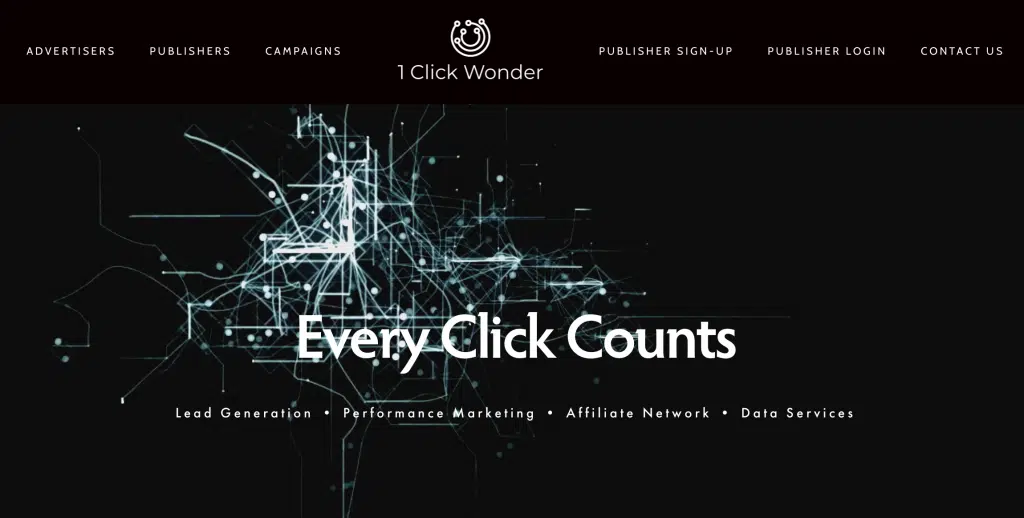 ADVERTISERS PUBLISHERS CAMPAIGNS
1 Click Wonder
PUBLISHER SIGN-UP PUBLISHER LOGIN CONTACT US
Every Click Counts
Lead Generation • Performance Marketing • Affiliate Network • Data Services